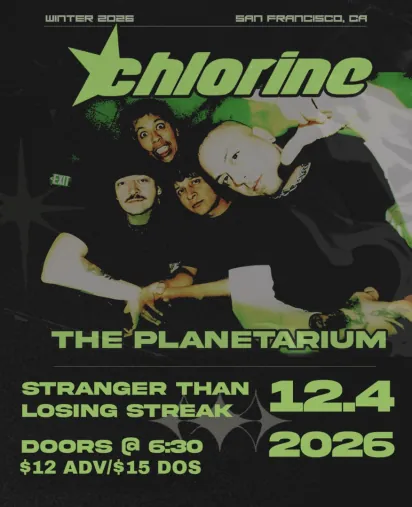 WINTER 2026
SAN FRANCISCO, CA
chlorine
EXIT
THE PLANETARIUM
STRANGER THAN
LOSING STREAK
12.4
DOORS @ 6:30
$12 ADV/$15 DOS
2026